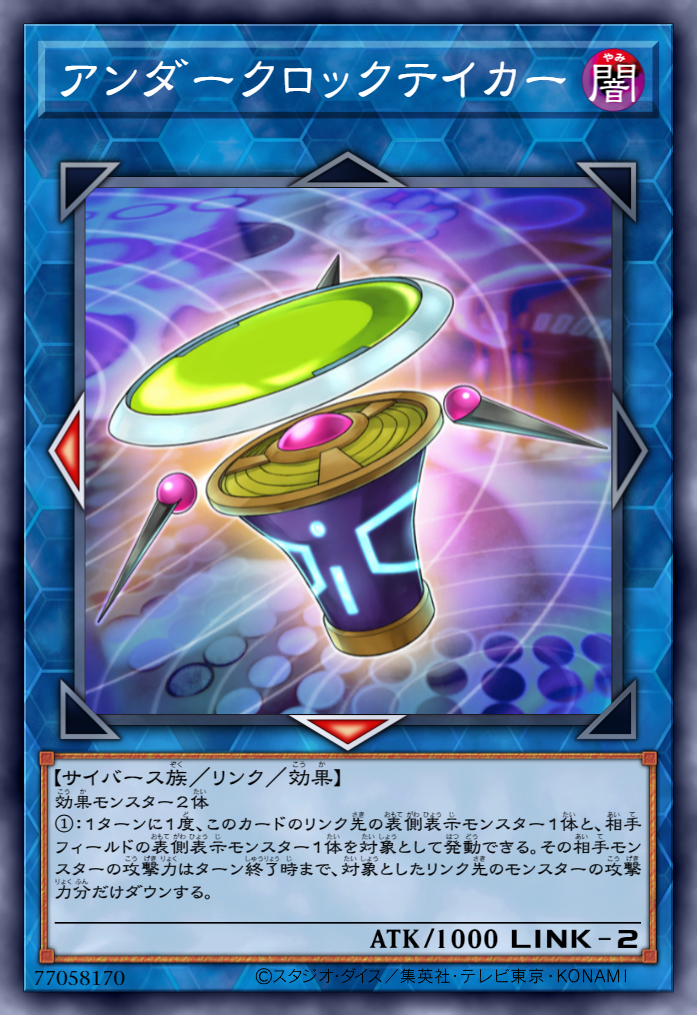 アンダークロックテイカー 闇
やみ
【サイバース族／リンク／効果】
効果モンスター２体
①：１ターンに１度、このカードのリンク先の表側表示モンスター１体と、相手
フィールドの表側表示モンスター１体を対象として発動できる。その相手モン
スターの攻撃力はターン終了時まで、対象としたリンク先のモンスターの攻撃
力分だけダウンする。
ATK/1000 LINK-2
77058170 ©スタジオ・ダイス／集英社・テレビ東京・KONAMI